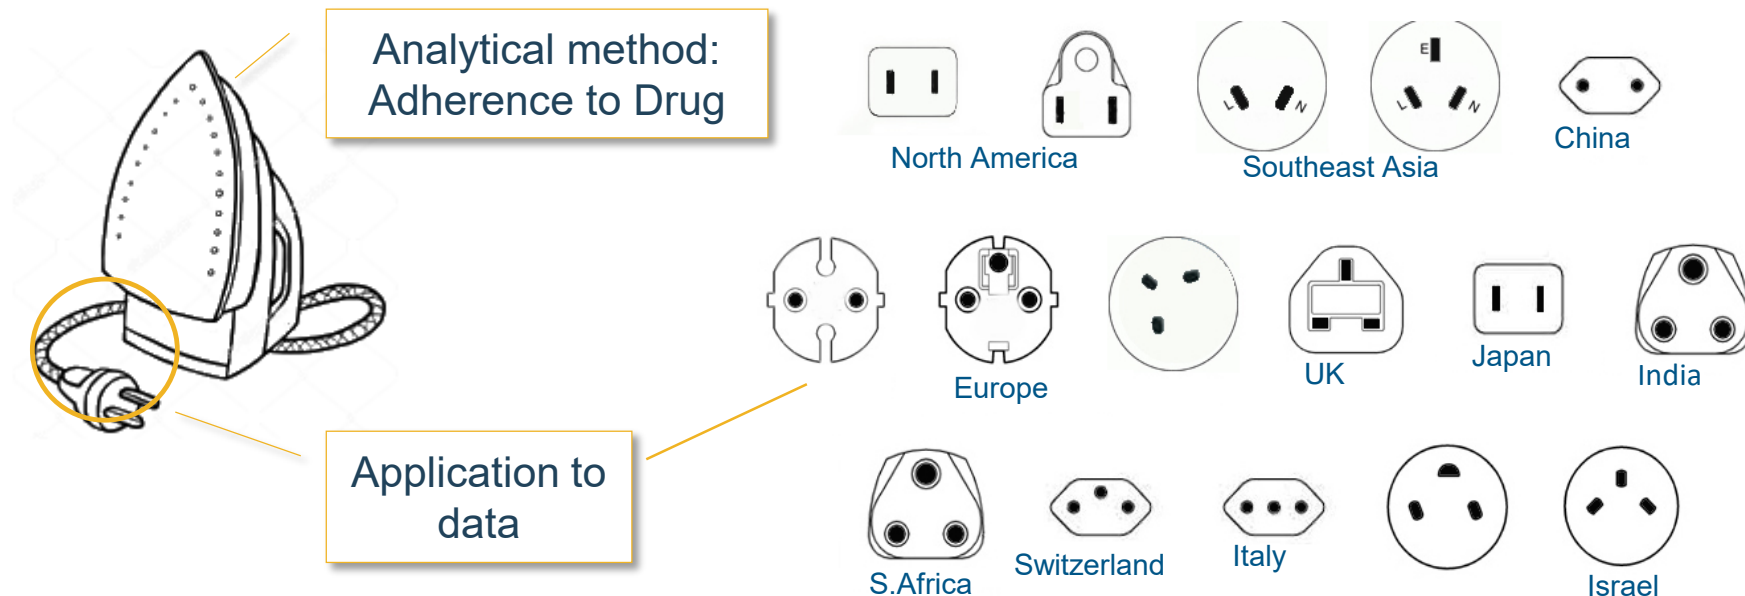 Analytical method:
Adherence to Drug
North America
E
L N
L N
Southeast Asia
China
Europe
UK
Japan
India
Application to
data
S.Africa
Switzerland
Italy
Israel